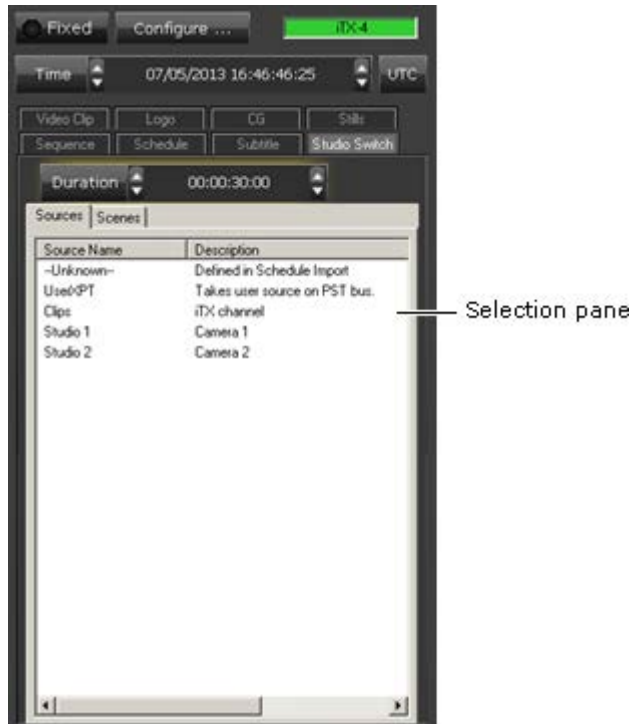 Fixed Configure ... iTX-4
Time 07/05/2013 16:46:46:25 UTC
Video Clip Logo CG Stills
Sequence Schedule Subtitle Studio Switch
Duration 00:00:30:00
Sources Scenes
Source Name Description
--Unknown-- Defined in Schedule Import
UserXPT Takes user source on PST bus.
Clips iTX channel
Selection pane
Studio 1 Camera 1
Studio 2 Camera 2